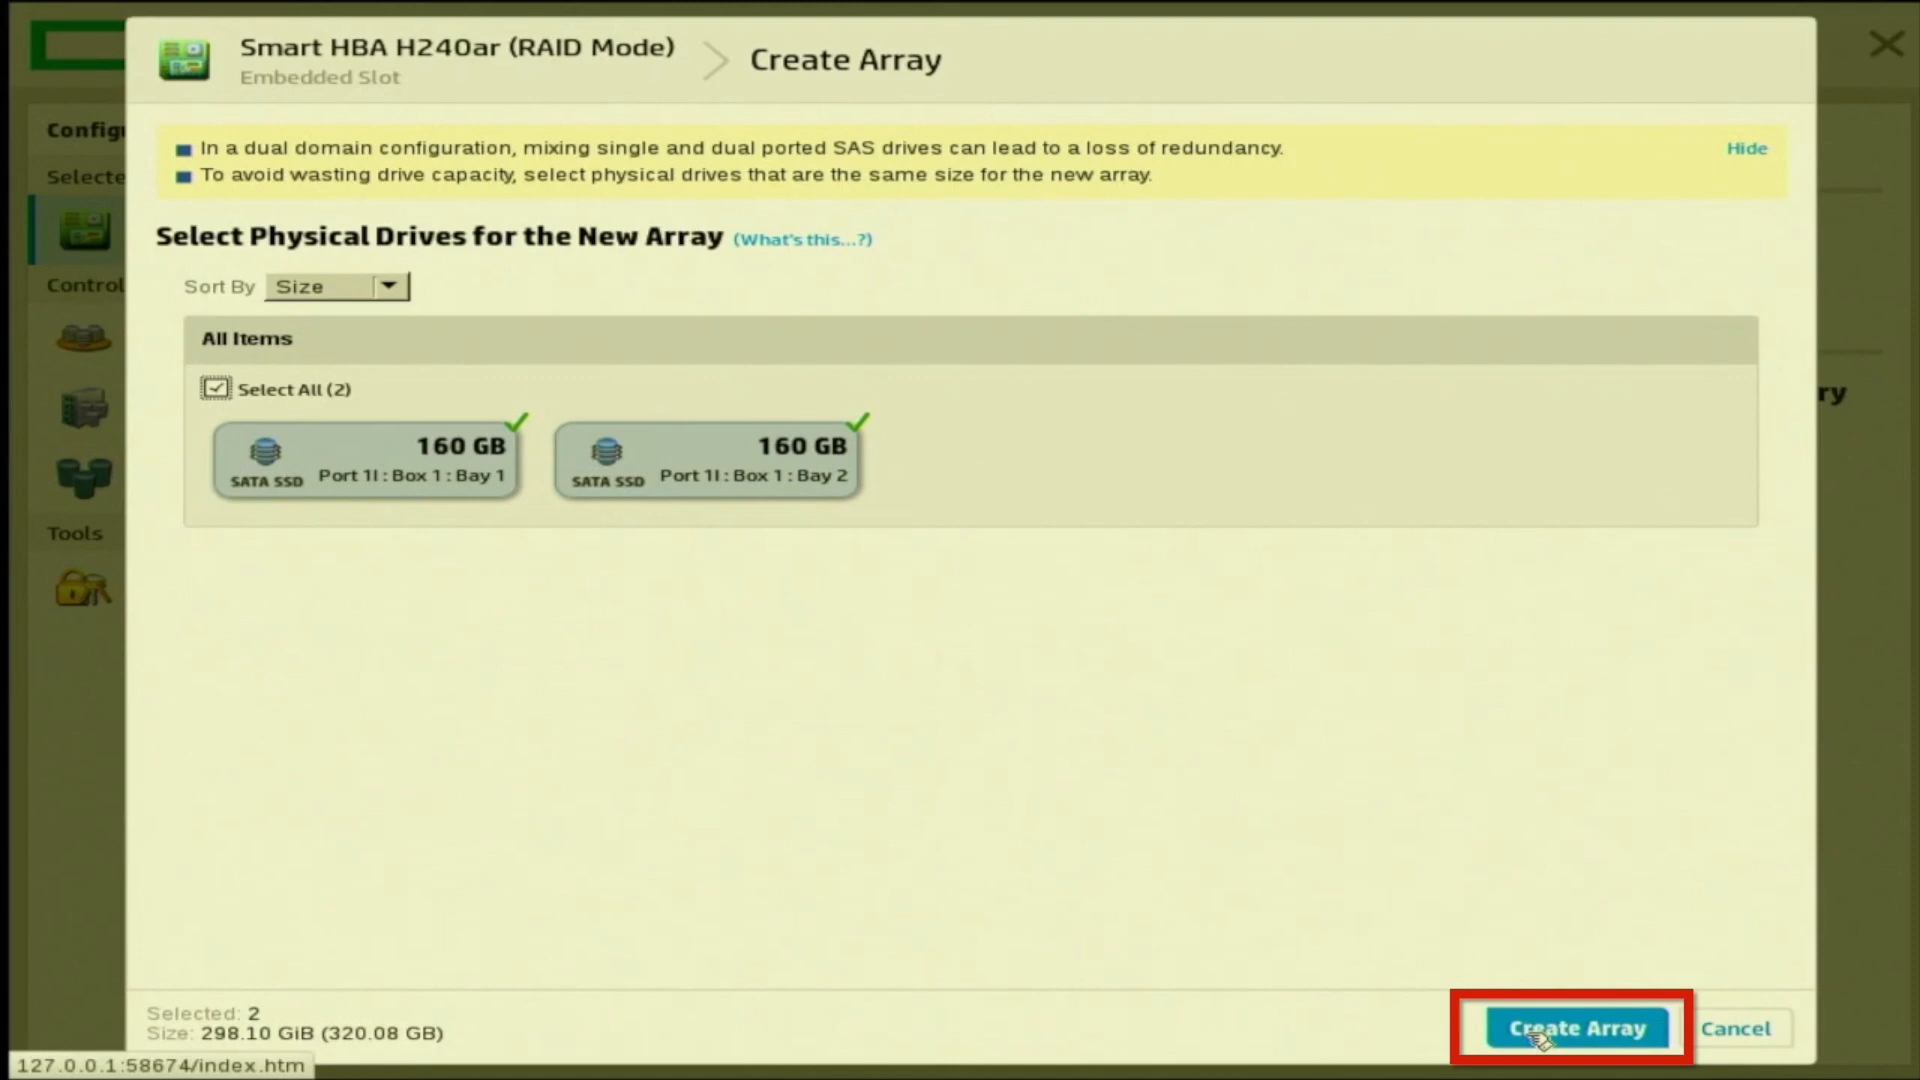 Smart HBA H240ar (RAID Mode)
Embedded Slot
Create Array
Configu
Selecte
Control
Tools
In a dual domain configuration, mixing single and dual ported SAS drives can lead to a loss of redundancy.
To avoid wasting drive capacity, select physical drives that are the same size for the new array.
Hide
Select Physical Drives for the New Array (What's this...?)
Sort By Size
All Items
Select All (2)
160 GB
SATA SSD Port 1I : Box 1 : Bay 1
160 GB
SATA SSD Port 1I : Box 1 : Bay 2
ry
Selected: 2
Size: 298.10 GiB (320.08 GB)
Create Array
Cancel
127.0.0.1:58674/index.htm